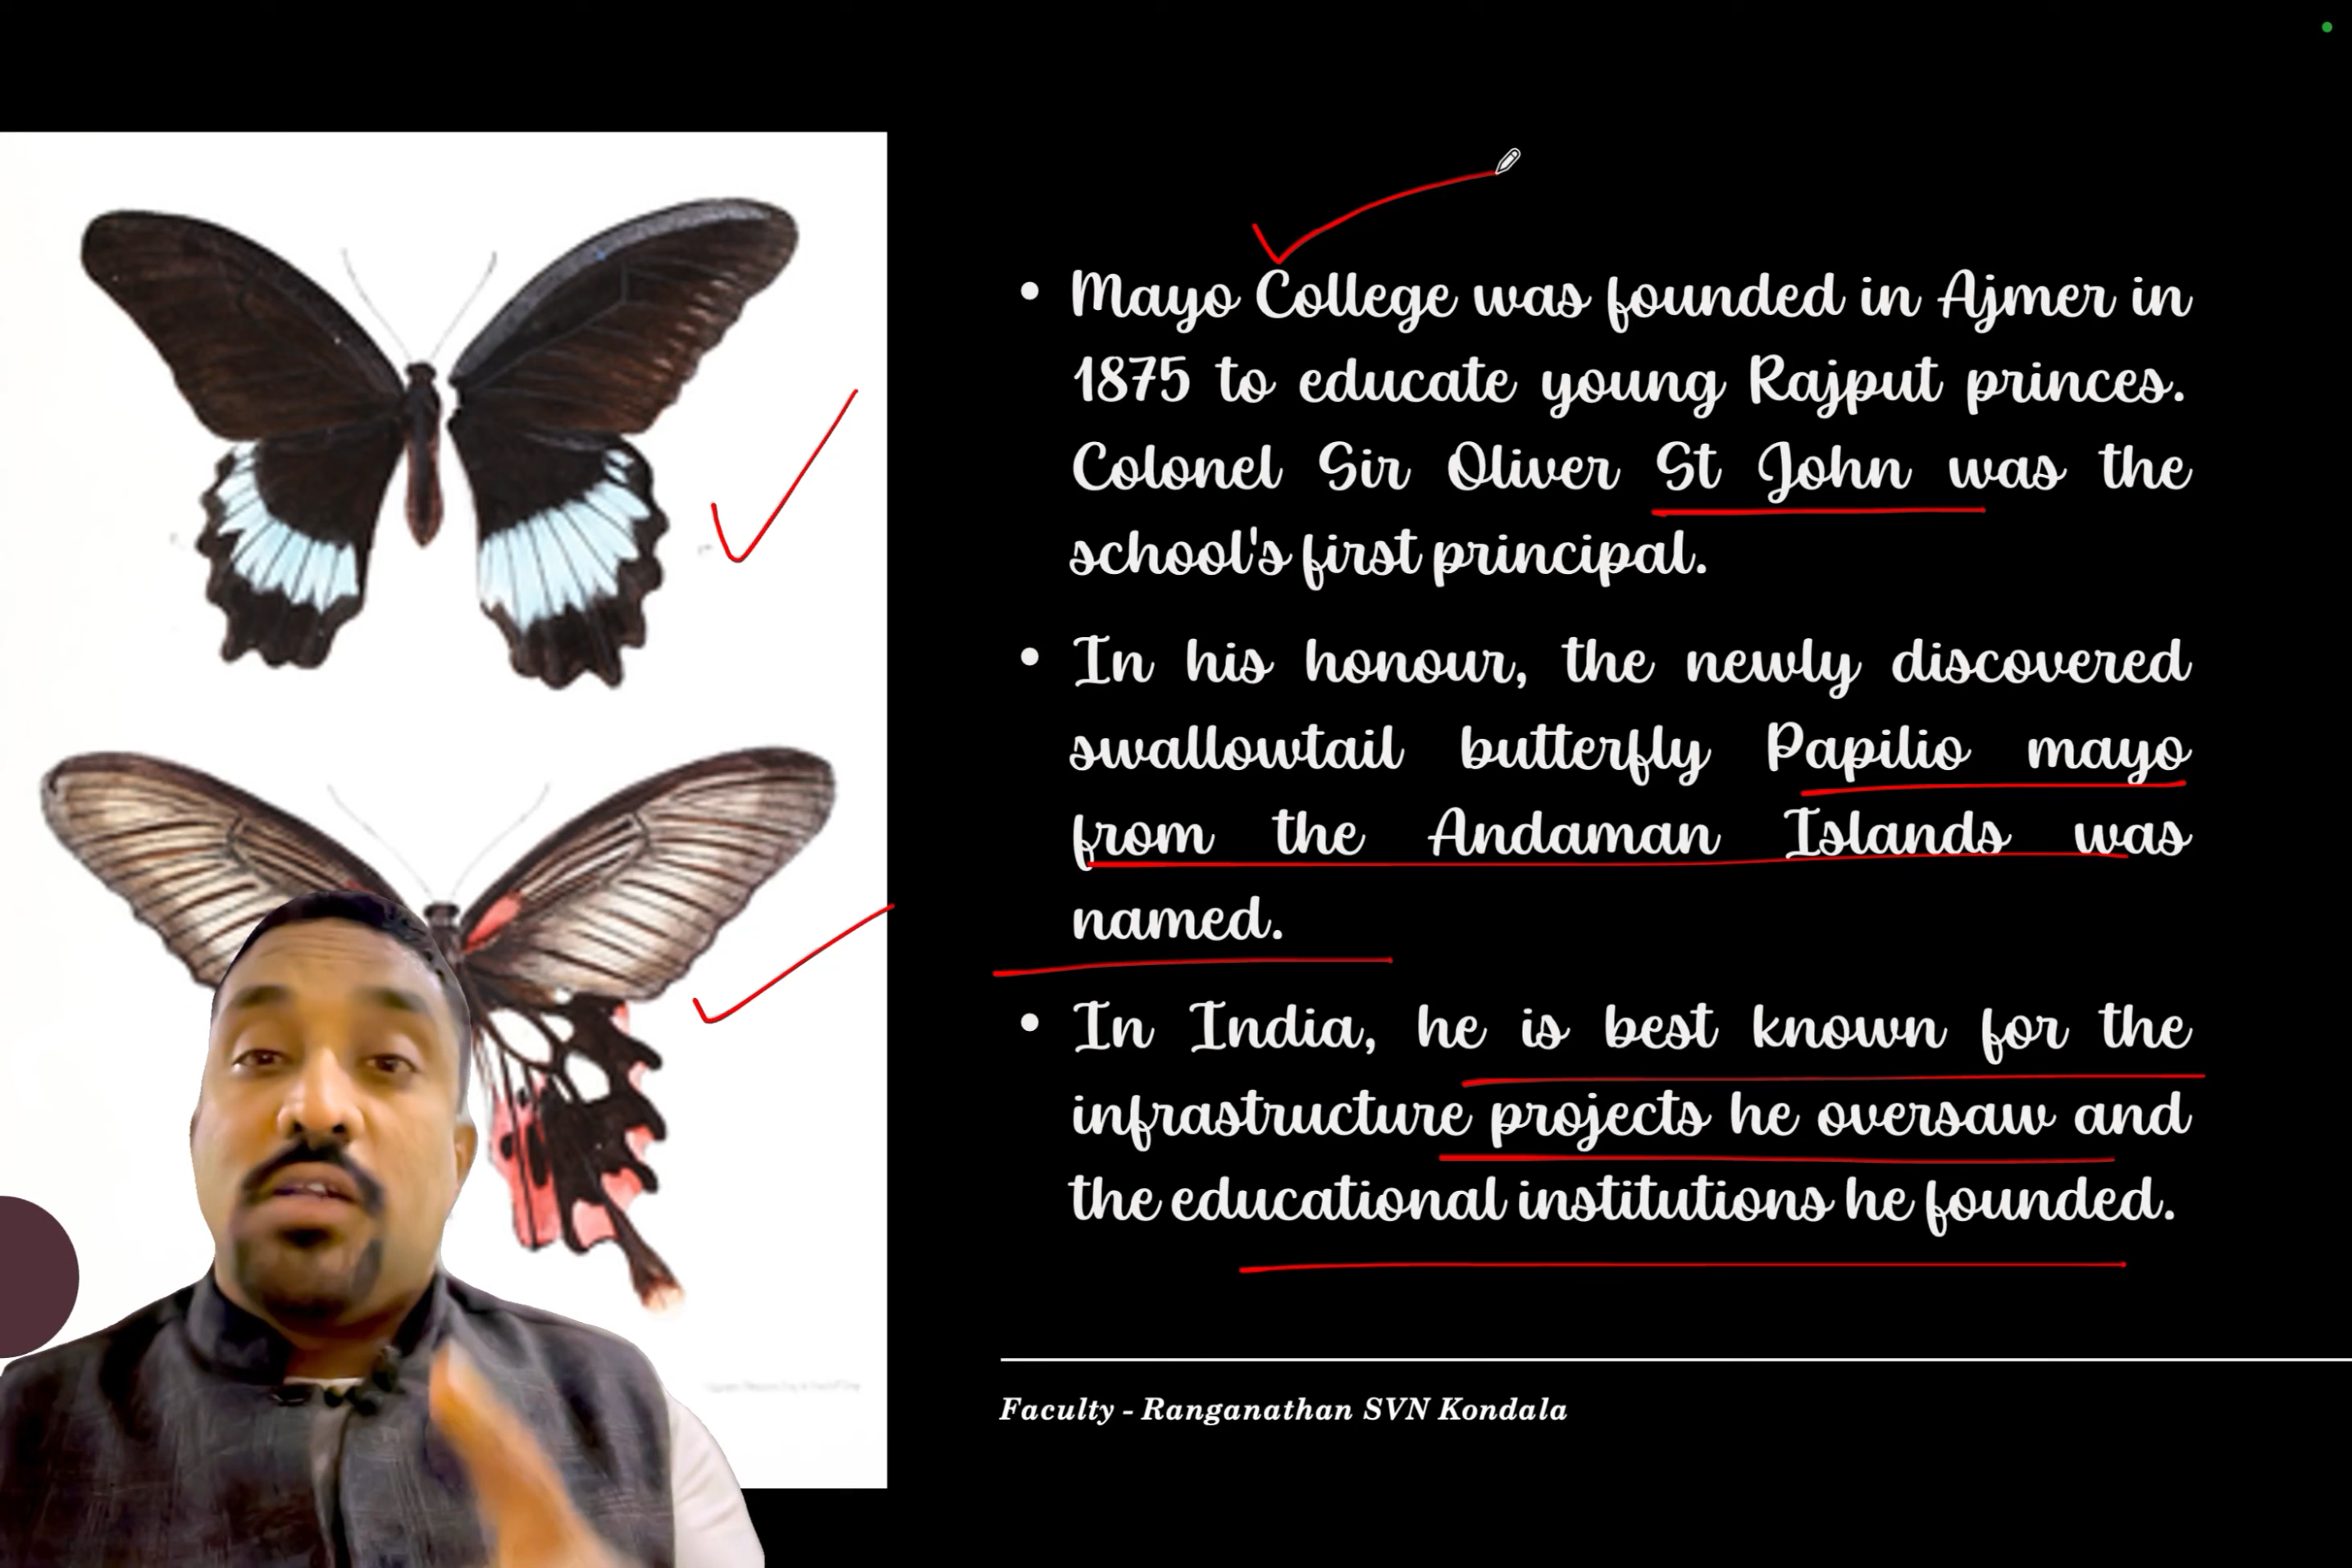 • Mayo College was founded in Ajmer in
1875 to educate young Rajput princes.
Colonel Sir Oliver St John was the
school's first principal.
• In his honour, the newly discovered
swallowtail butterfly Papilio mayo
from the Andaman Islands was
named.
• In India, he is best known for the
infrastructure projects he oversaw and
the educational institutions he founded.
Faculty - Ranganathan SVN Kondala